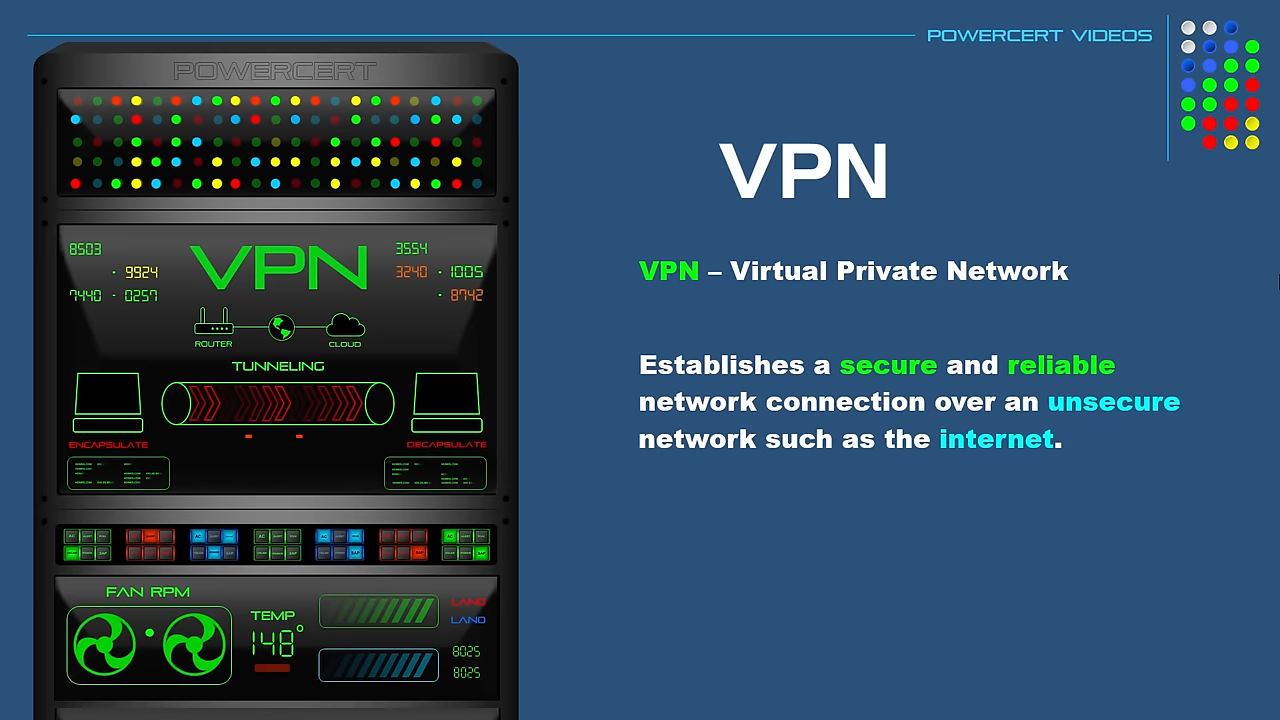 POWERCERT VIDEOS
POWERCERT
VPN
VPN – Virtual Private Network
Establishes a secure and reliable
network connection over an unsecure
network such as the internet.
8503
9924
7440 · 0257
VPN
3554
3240 · 1005
8742
ROUTER
CLOUD
TUNNELING
ENCAPSULATE
DECAPSULATE
FAN RPM
TEMP
148°
LAND
LAND
8025
8025